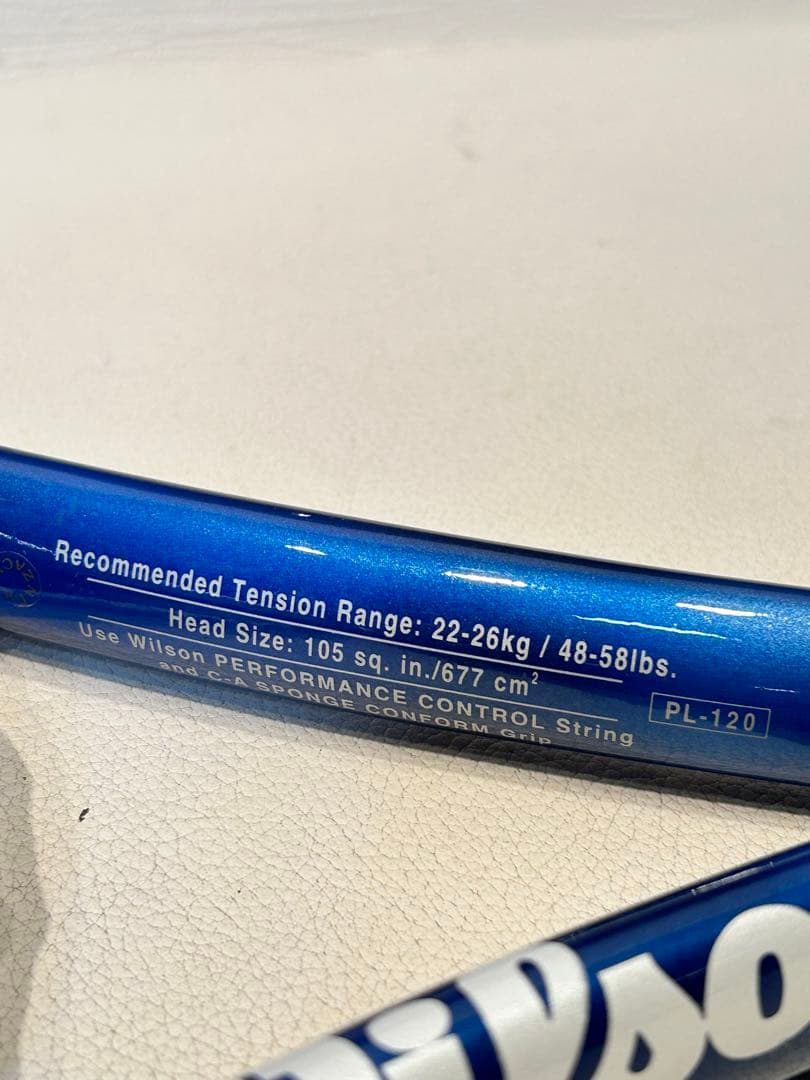 Recommended Tension Range: 22-26kg / 48-58lbs.
Head Size: 105 sq. in./677 cm²
Use Wilson PERFORMANCE CONTROL String
and C-A SPONGE CONFORM Grip
PL-120
Wilso